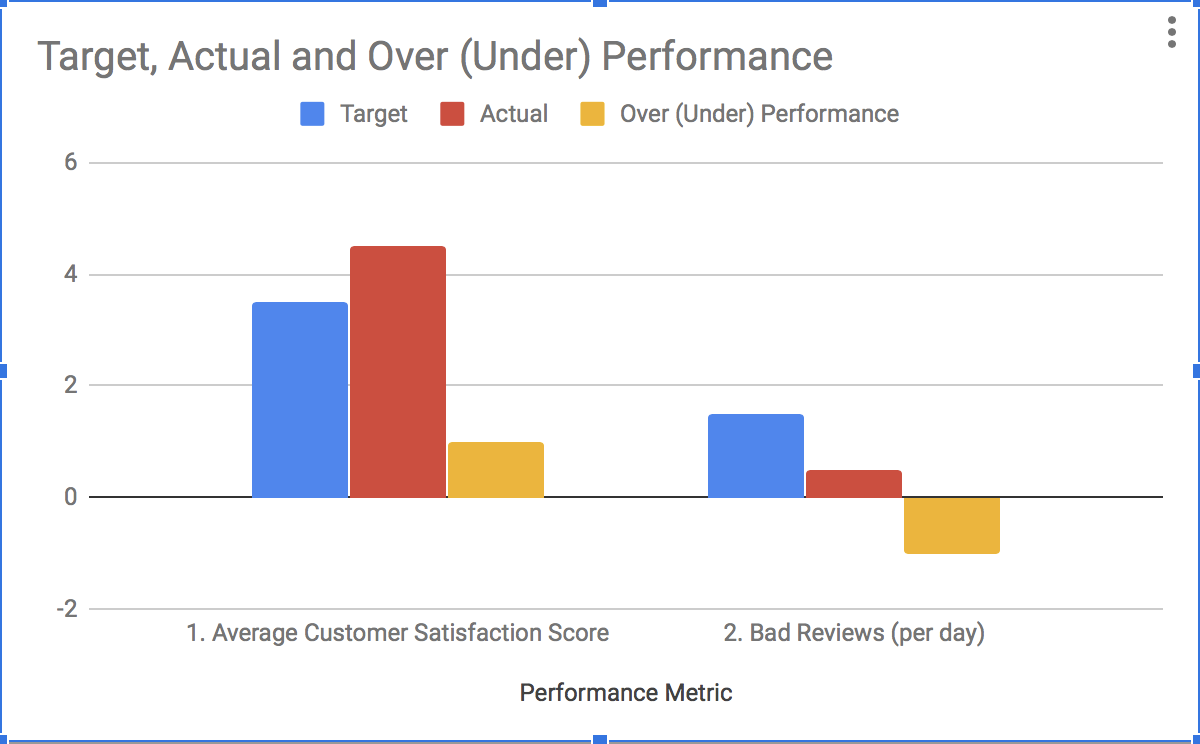 Target, Actual and Over (Under) Performance
Target Actual Over (Under) Performance
6
4
2
0
-2
1. Average Customer Satisfaction Score 2. Bad Reviews (per day)
Performance Metric